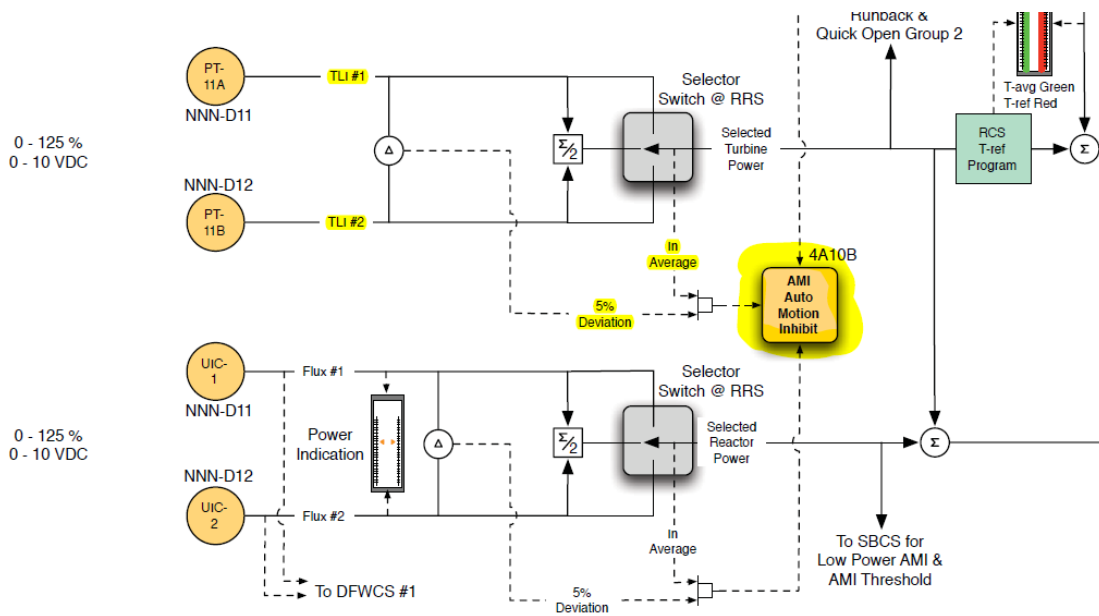 Runback &
Quick Open Group 2
PT-
11A
TLI #1
NNN-D11
Selector
Switch @ RRS
T-avg Green
T-ref Red
0 - 125 %
0 - 10 VDC
Δ
Σ/2
Selected
Turbine
Power
RCS
T-ref
Program
Σ
NNN-D12
PT-
11B
TLI #2
In
Average
4A10B
AMI
Auto
Motion
Inhibit
5%
Deviation
UIC-
1
Flux #1
NNN-D11
Selector
Switch @ RRS
0 - 125 %
0 - 10 VDC
Power
Indication
Δ
Σ/2
Selected
Reactor
Power
Σ
NNN-D12
UIC-
2
Flux #2
In
Average
To SBCS for
Low Power AMI &
AMI Threshold
To DFWCS #1
5%
Deviation